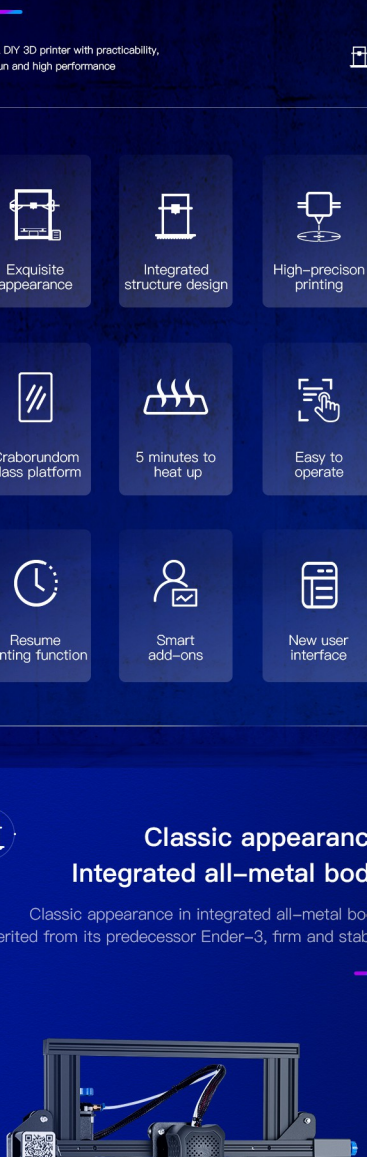 DIY 3D printer with practicability,
un and high performance
Exquisite
appearance
Integrated
structure design
High-precison
printing
Craborundom
lass platform
5 minutes to
heat up
Easy to
operate
Resume
nting function
Smart
add-ons
New user
interface
Classic appearanc
Integrated all-metal bod
Classic appearance in integrated all-metal bo
erited from its predecessor Ender-3, firm and stab